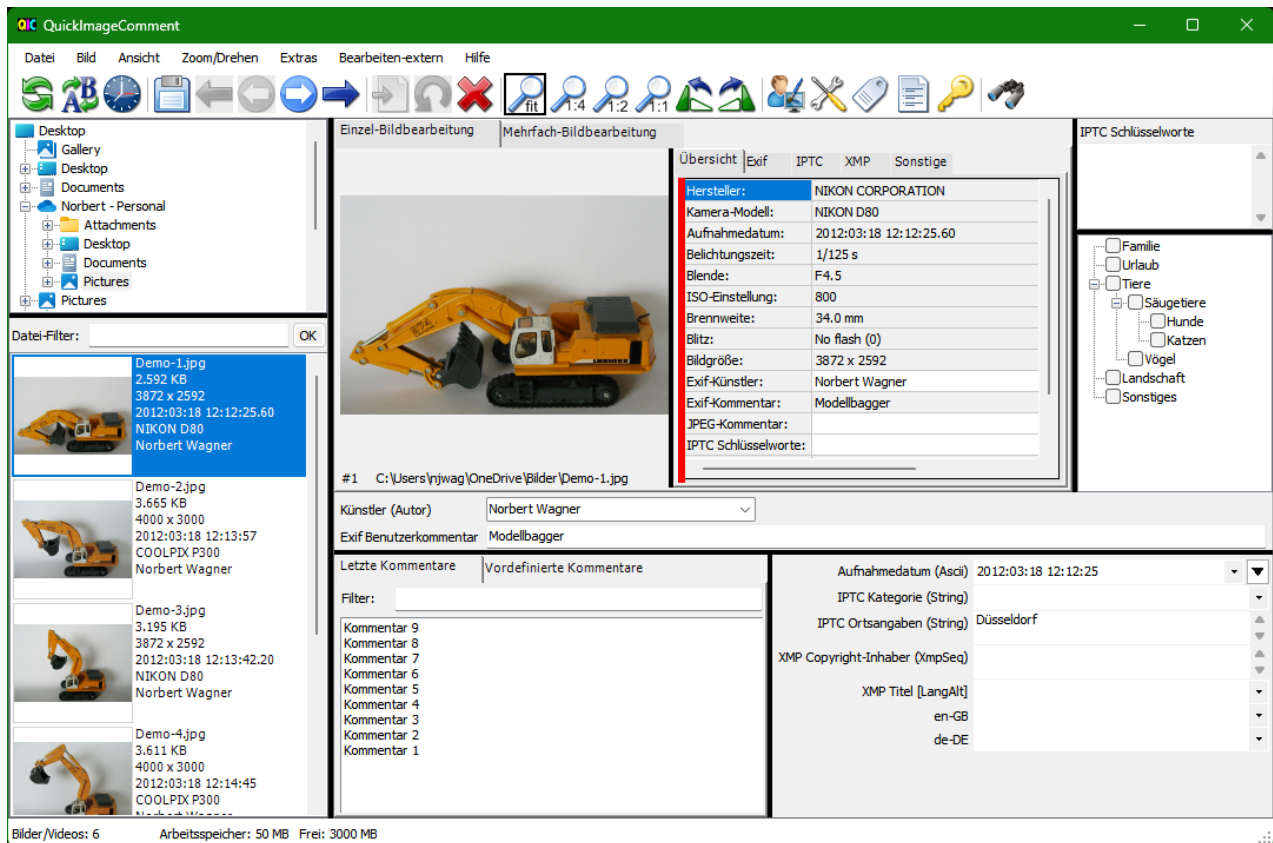 QIC QuickImageComment
Datei Bild Ansicht Zoom/Drehen Extras Bearbeiten-extern Hilfe
AB
fit 1:4 1:2 1:1
Desktop
Gallery
Desktop
Documents
Norbert - Personal
Attachments
Desktop
Documents
Pictures
Pictures
Datei-Filter: OK
Demo-1.jpg
2.592 KB
3872 x 2592
2012:03:18 12:12:25.60
NIKON D80
Norbert Wagner
Demo-2.jpg
3.665 KB
4000 x 3000
2012:03:18 12:13:57
COOLPIX P300
Norbert Wagner
Demo-3.jpg
3.195 KB
3872 x 2592
2012:03:18 12:13:42.20
NIKON D80
Norbert Wagner
Demo-4.jpg
3.611 KB
4000 x 3000
2012:03:18 12:14:45
COOLPIX P300
Einzel-Bildbearbeitung Mehrfach-Bildbearbeitung
LIEBHERR
#1 C:\Users\njwag\OneDrive\Bilder\Demo-1.jpg
Übersicht Exif IPTC XMP Sonstige
Hersteller: NIKON CORPORATION
Kamera-Modell: NIKON D80
Aufnahmedatum: 2012:03:18 12:12:25.60
Belichtungszeit: 1/125 s
Blende: F4.5
ISO-Einstellung: 800
Brennweite: 34.0 mm
Blitz: No flash (0)
Bildgröße: 3872 x 2592
Exif-Künstler: Norbert Wagner
Exif-Kommentar: Modellbagger
JPEG-Kommentar:
IPTC Schlüsselworte:
IPTC Schlüsselworte
Familie
Urlaub
Tiere
Säugetiere
Hunde
Katzen
Vögel
Landschaft
Sonstiges
Künstler (Autor) Norbert Wagner
Exif Benutzerkommentar Modellbagger
Letzte Kommentare Vordefinierte Kommentare
Filter:
Kommentar 9
Kommentar 8
Kommentar 7
Kommentar 6
Kommentar 5
Kommentar 4
Kommentar 3
Kommentar 2
Kommentar 1
Aufnahmedatum (Ascii) 2012:03:18 12:12:25
IPTC Kategorie (String)
IPTC Ortsangaben (String) Düsseldorf
XMP Copyright-Inhaber (XmpSeq)
XMP Titel [LangAlt]
en-GB
de-DE
Bilder/Videos: 6 Arbeitsspeicher: 50 MB Frei: 3000 MB